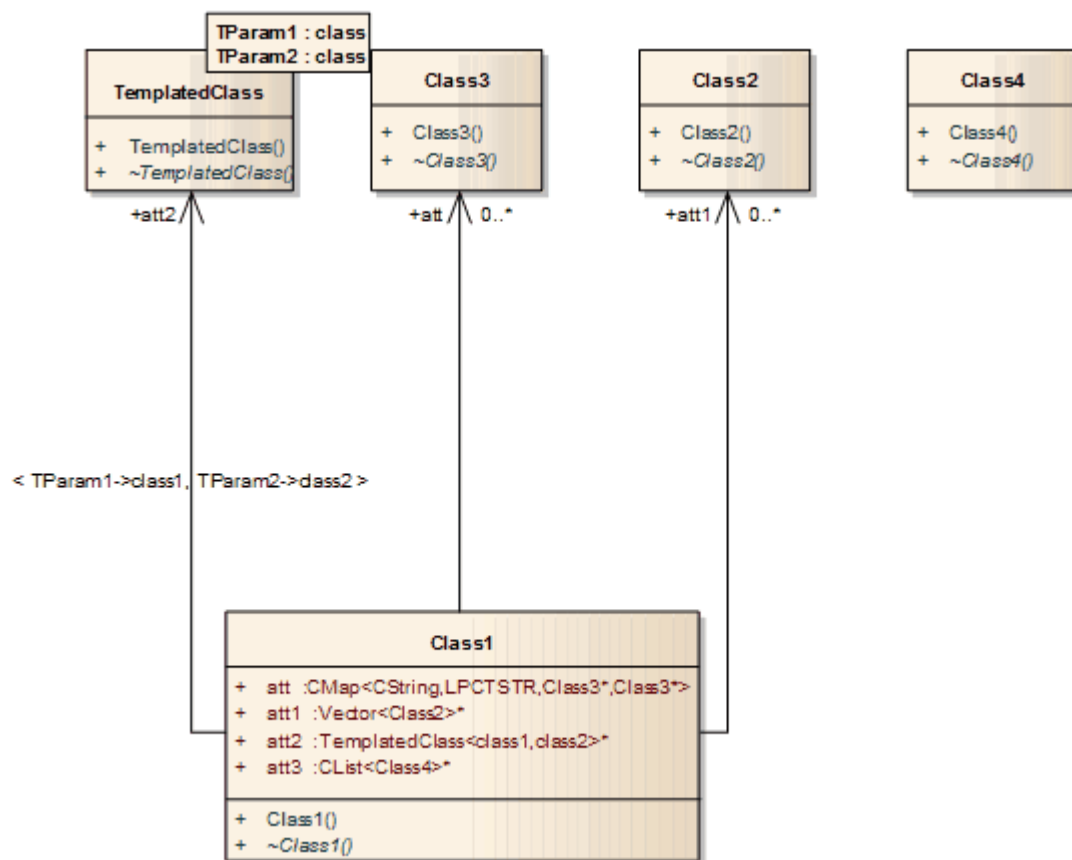 TParam1 : class
TParam2 : class
TemplatedClass
+ TemplatedClass()
+ ~TemplatedClass()
Class3
+ Class3()
+ ~Class3()
Class2
+ Class2()
+ ~Class2()
Class4
+ Class4()
+ ~Class4()
+att2
+att 0..*
+att1 0..*
< TParam1->class1, TParam2->class2 >
Class1
+ att :CMap<CString,LPCTSTR,Class3*,Class3*>
+ att1 :Vector<Class2>*
+ att2 :TemplatedClass<class1,class2>*
+ att3 :CList<Class4>*
+ Class1()
+ ~Class1()